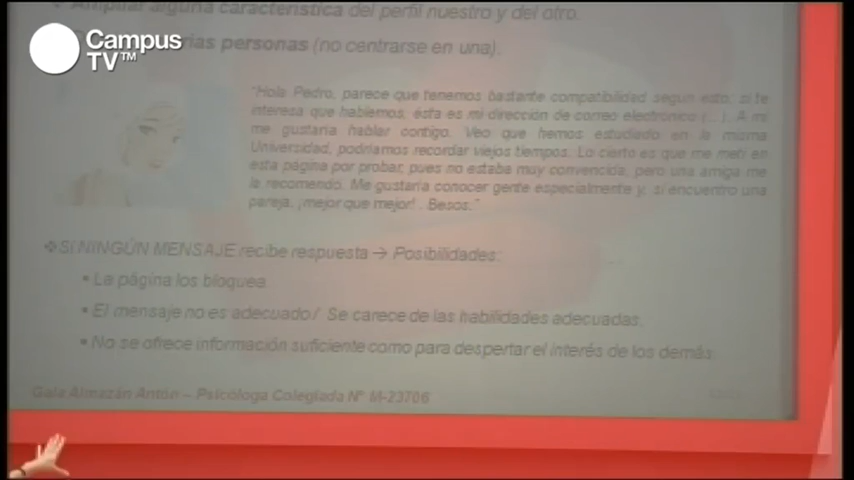 Ampliar alguna característica del perfil nuestro y del otro.
Campus
TV™
rias personas (no centrarse en una).
"Hola Pedro, parece que tenemos bastante compatibilidad según esto, si te
interesa que hablemos, ésta es mi dirección de correo electrónico (...). A mi
me gustaría hablar contigo. Veo que hemos estudiado en la misma
Universidad, podríamos recordar viejos tiempos. Lo cierto es que me metí en
esta página por probar, pues no estaba muy convencida, pero una amiga me
la recomendó. Me gustaría conocer gente especialmente y, si encuentro una
pareja, ¡mejor que mejor!. Besos."
❖SI NINGÚN MENSAJE recibe respuesta → Posibilidades:
▪ La página los bloquea
▪ El mensaje no es adecuado / Se carece de las habilidades adecuadas.
▪ No se ofrece información suficiente como para despertar el interés de los demás
Gala Almazán Antón – Psicóloga Colegiada Nº M-23706